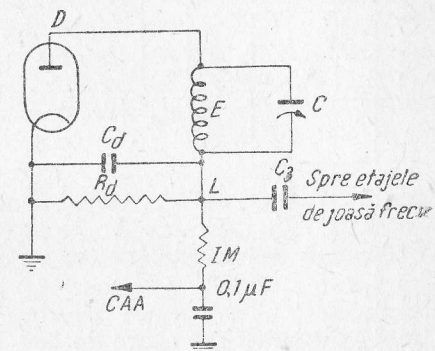 D
E
C
Cd
Rd
L
C3
Spre etajele
de joasă frecv
1M
0,1µF
CAA